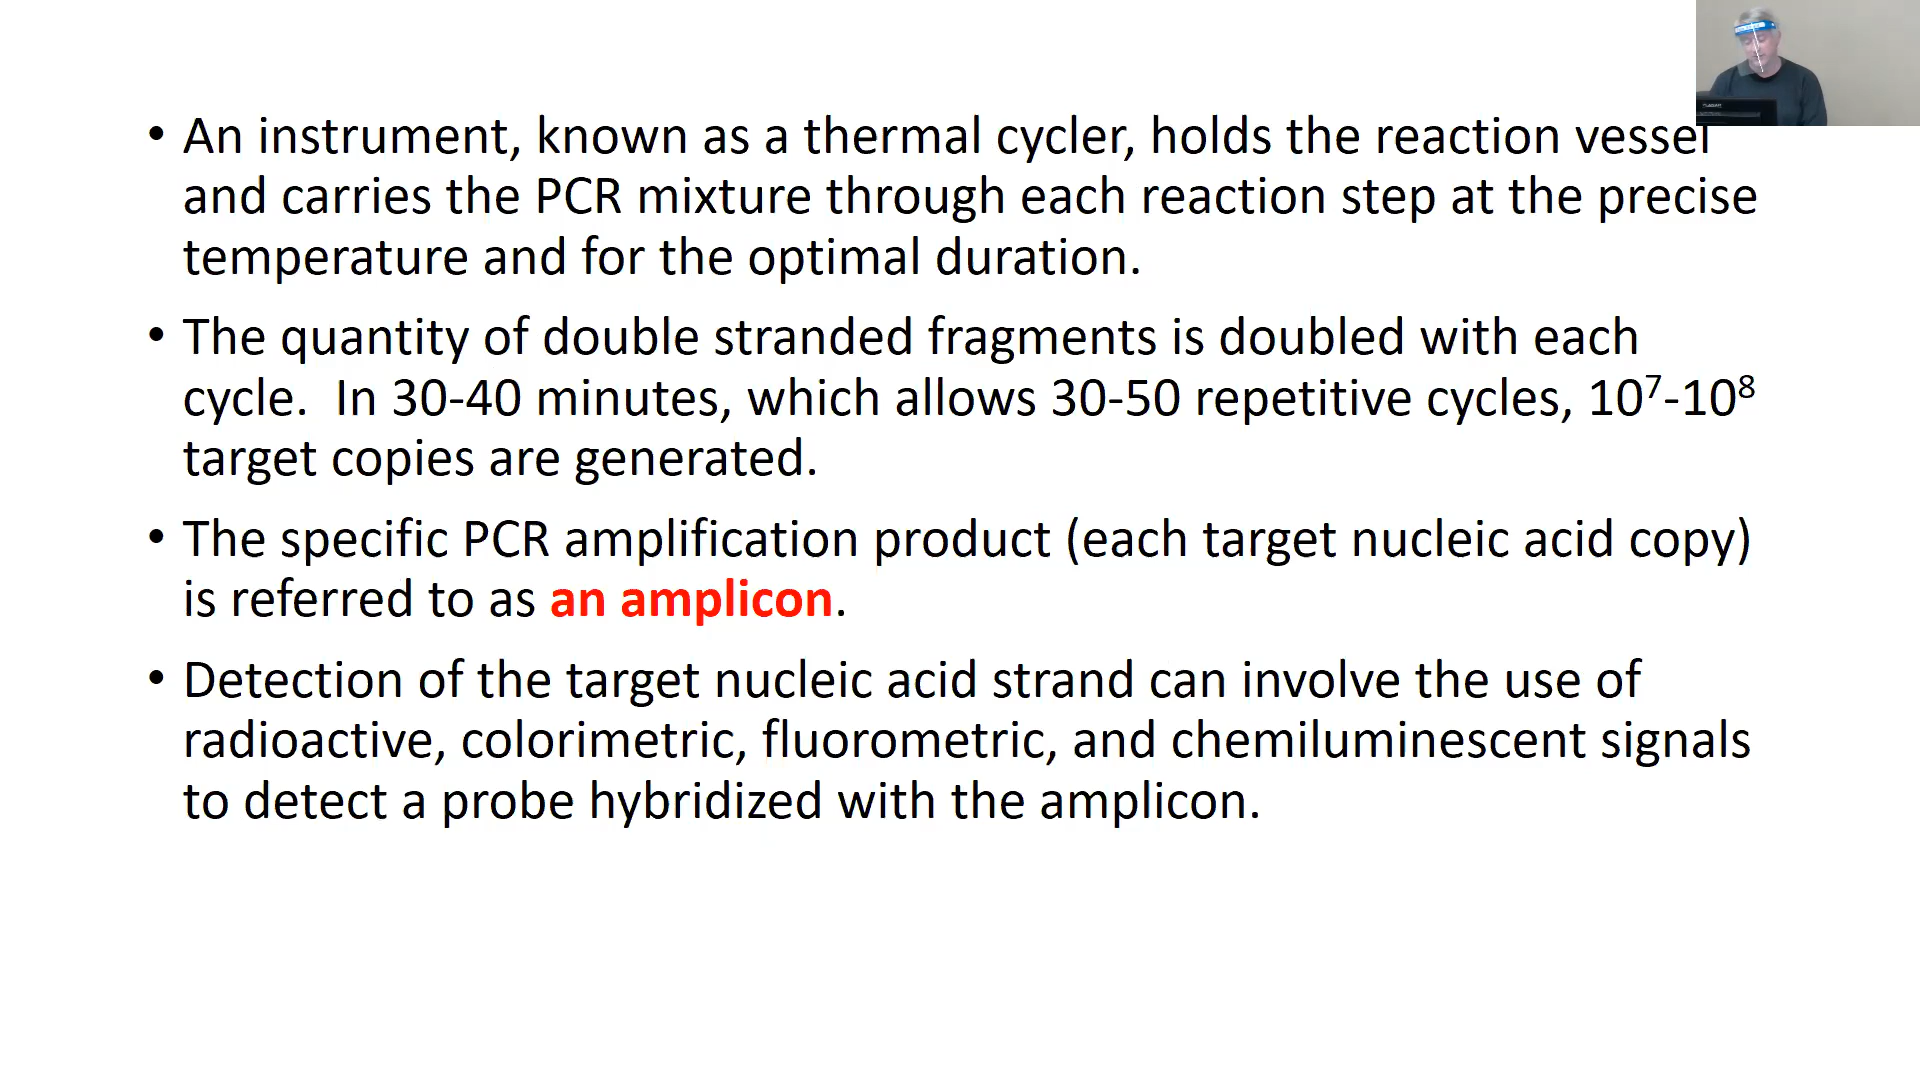 • An instrument, known as a thermal cycler, holds the reaction vessel
and carries the PCR mixture through each reaction step at the precise
temperature and for the optimal duration.
• The quantity of double stranded fragments is doubled with each
cycle.  In 30-40 minutes, which allows 30-50 repetitive cycles, 10⁷-10⁸
target copies are generated.
• The specific PCR amplification product (each target nucleic acid copy)
is referred to as an amplicon.
• Detection of the target nucleic acid strand can involve the use of
radioactive, colorimetric, fluorometric, and chemiluminescent signals
to detect a probe hybridized with the amplicon.